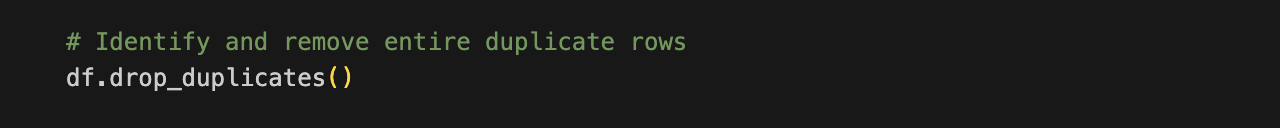 # Identify and remove entire duplicate rows
df.drop_duplicates()